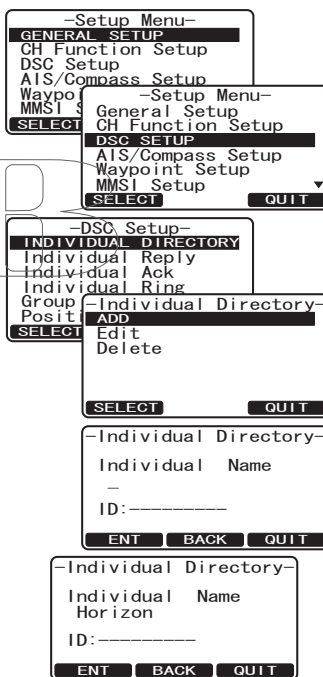 -Setup Menu-
GENERAL SETUP
CH Function Setup
DSC Setup
AIS/Compass Setup
Waypoi
MMSI S
SELECT
-Setup Menu-
General Setup
CH Function Setup
DSC SETUP
AIS/Compass Setup
Waypoint Setup
MMSI Setup
SELECT QUIT
-DSC Setup-
INDIVIDUAL DIRECTORY
Individual Reply
Individual Ack
Individual Ring
Group
Positi
SELECT
-Individual Directory-
ADD
Edit
Delete
SELECT QUIT
-Individual Directory-
Individual Name
_
ID:---------
ENT BACK QUIT
-Individual Directory-
Individual Name
Horizon
ID:---------
ENT BACK QUIT